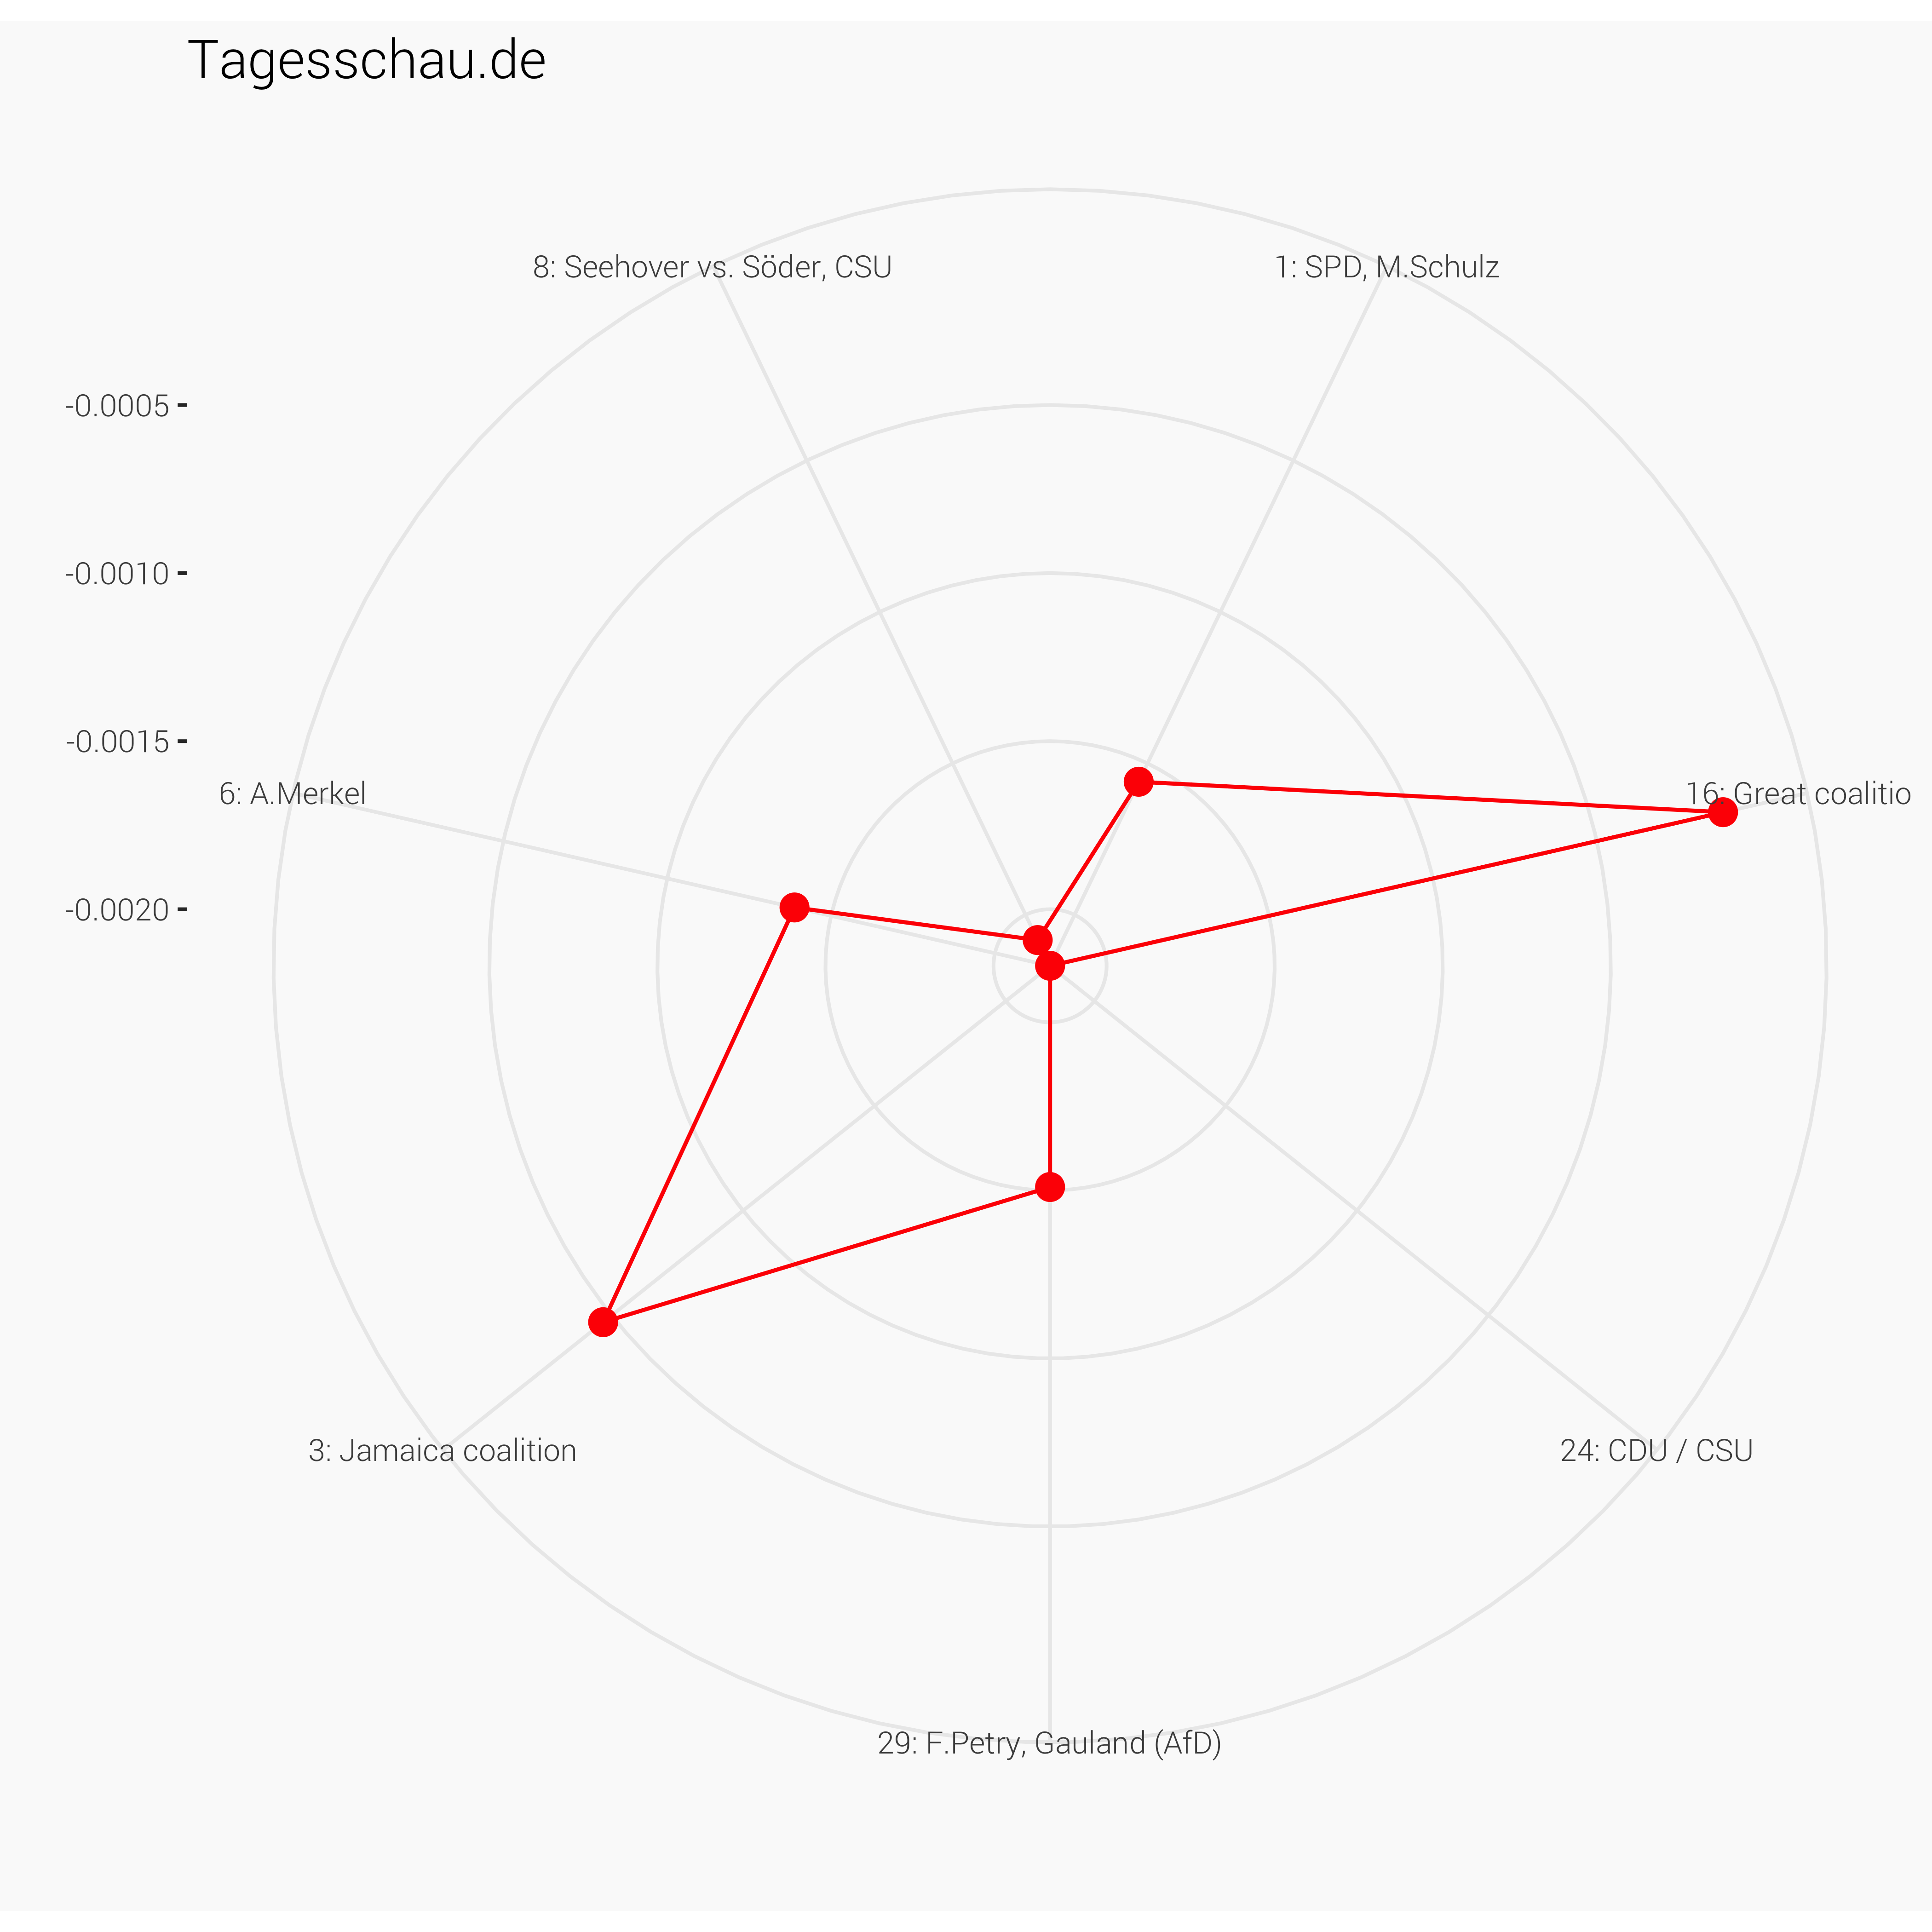 Tagesschau.de
8: Seehover vs. Söder, CSU
1: SPD, M.Schulz
-0.0005
-0.0010
-0.0015
6: A.Merkel
16: Great coalitio
-0.0020
3: Jamaica coalition
24: CDU / CSU
29: F.Petry, Gauland (AfD)